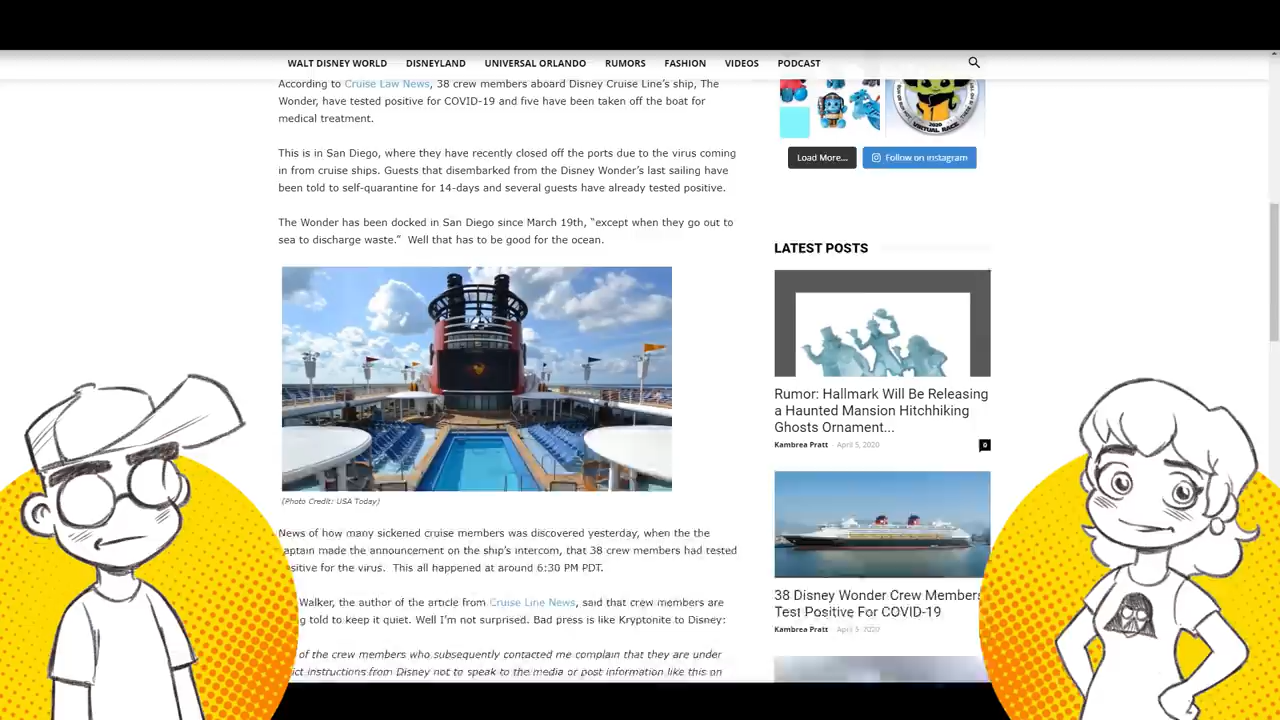 WALT DISNEY WORLD DISNEYLAND UNIVERSAL ORLANDO RUMORS FASHION VIDEOS PODCAST
According to Cruise Law News, 38 crew members aboard Disney Cruise Line's ship, The
Wonder, have tested positive for COVID-19 and five have been taken off the boat for
medical treatment.
This is in San Diego, where they have recently closed off the ports due to the virus coming
in from cruise ships. Guests that disembarked from the Disney Wonder's last sailing have
been told to self-quarantine for 14-days and several guests have already tested positive.
The Wonder has been docked in San Diego since March 19th, "except when they go out to
sea to discharge waste." Well that has to be good for the ocean.
(Photo Credit: USA Today)
News of how many sickened cruise members was discovered yesterday, when the the
aptain made the announcement on the ship's intercom, that 38 crew members had tested
sitive for the virus. This all happened at around 6:30 PM PDT.
Walker, the author of the article from Cruise Line News, said that crew members are
g told to keep it quiet. Well I'm not surprised. Bad press is like Kryptonite to Disney:
of the crew members who subsequently contacted me complain that they are under
ict instructions from Disney not to speak to the media or post information like this on
2020
VIRTUAL RACE
Load More...
Follow on Instagram
LATEST POSTS
Rumor: Hallmark Will Be Releasing
a Haunted Mansion Hitchhiking
Ghosts Ornament...
Kambrea Pratt - April 5, 2020 0
38 Disney Wonder Crew Members
Test Positive For COVID-19
Kambrea Pratt - April 5, 2020